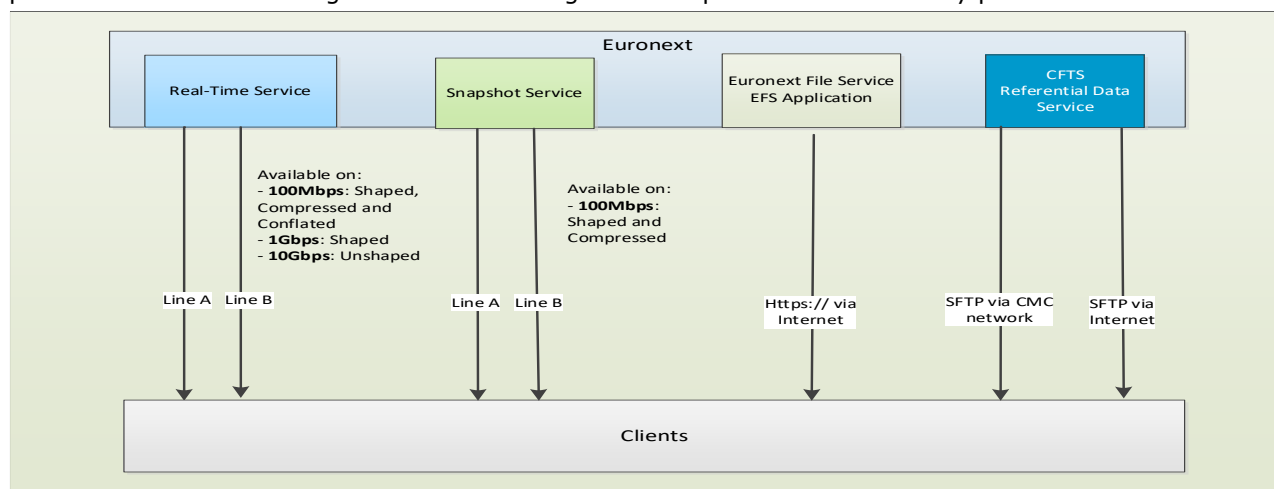 Euronext
Real-Time Service
Snapshot Service
Euronext File Service
EFS Application
CFTS
Referential Data
Service
Available on:
- 100Mbps: Shaped,
Compressed and
Conflated
- 1Gbps: Shaped
- 10Gbps: Unshaped
Available on:
- 100Mbps:
Shaped and
Compressed
Line A
Line B
Line A
Line B
Https:// via
Internet
SFTP via CMC
network
SFTP via
Internet
Clients